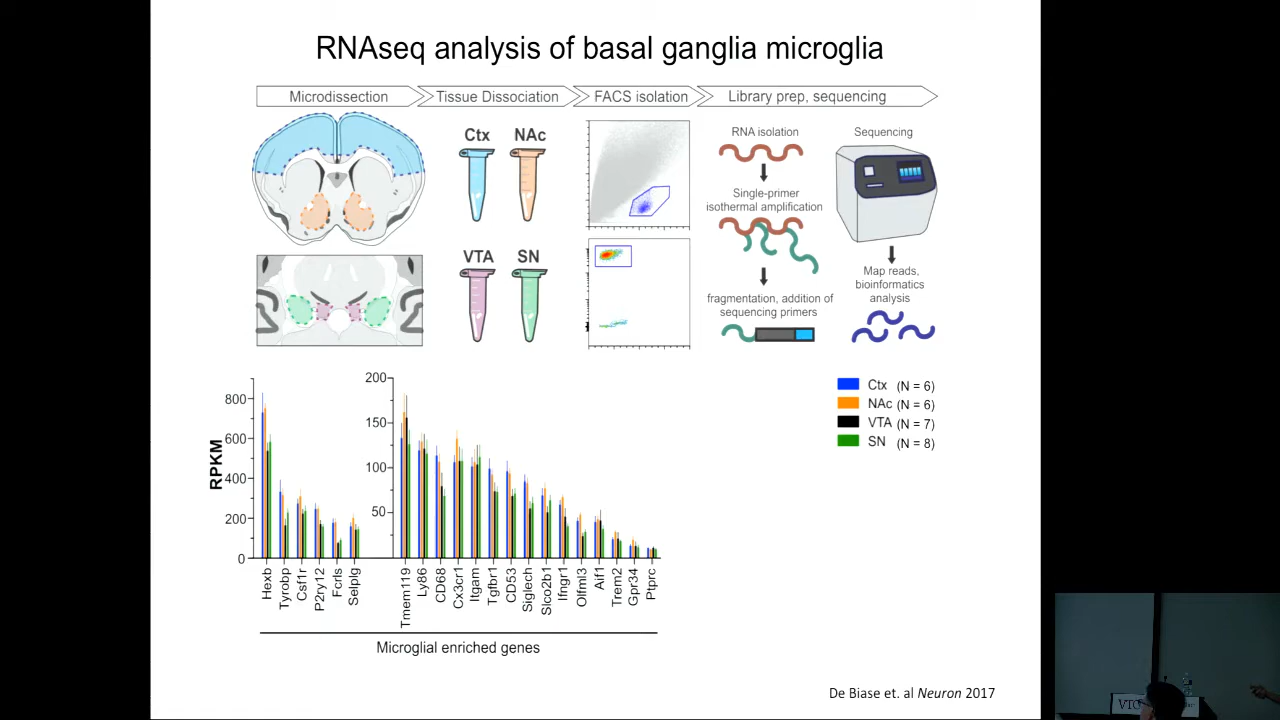 RNAseq analysis of basal ganglia microglia
Microdissection
Tissue Dissociation
FACS isolation
Library prep, sequencing
Ctx
NAc
VTA
SN
RNA isolation
Single-primer
isothermal amplification
fragmentation, addition of
sequencing primers
Sequencing
Map reads,
bioinformatics
analysis
RPKM
800
600
400
200
0
200
150
100
50
Hexb
Tyrobp
Csf1r
P2ry12
Fcrls
Selplg
Tmem119
Ly86
CD68
Cx3cr1
Itgam
Tgfbr1
CD53
Siglech
Slco2b1
Ifngr1
Olfml3
Aif1
Trem2
Gpr34
Ptprc
Microglial enriched genes
Ctx (N = 6)
NAc (N = 6)
VTA (N = 7)
SN (N = 8)
De Biase et. al Neuron 2017